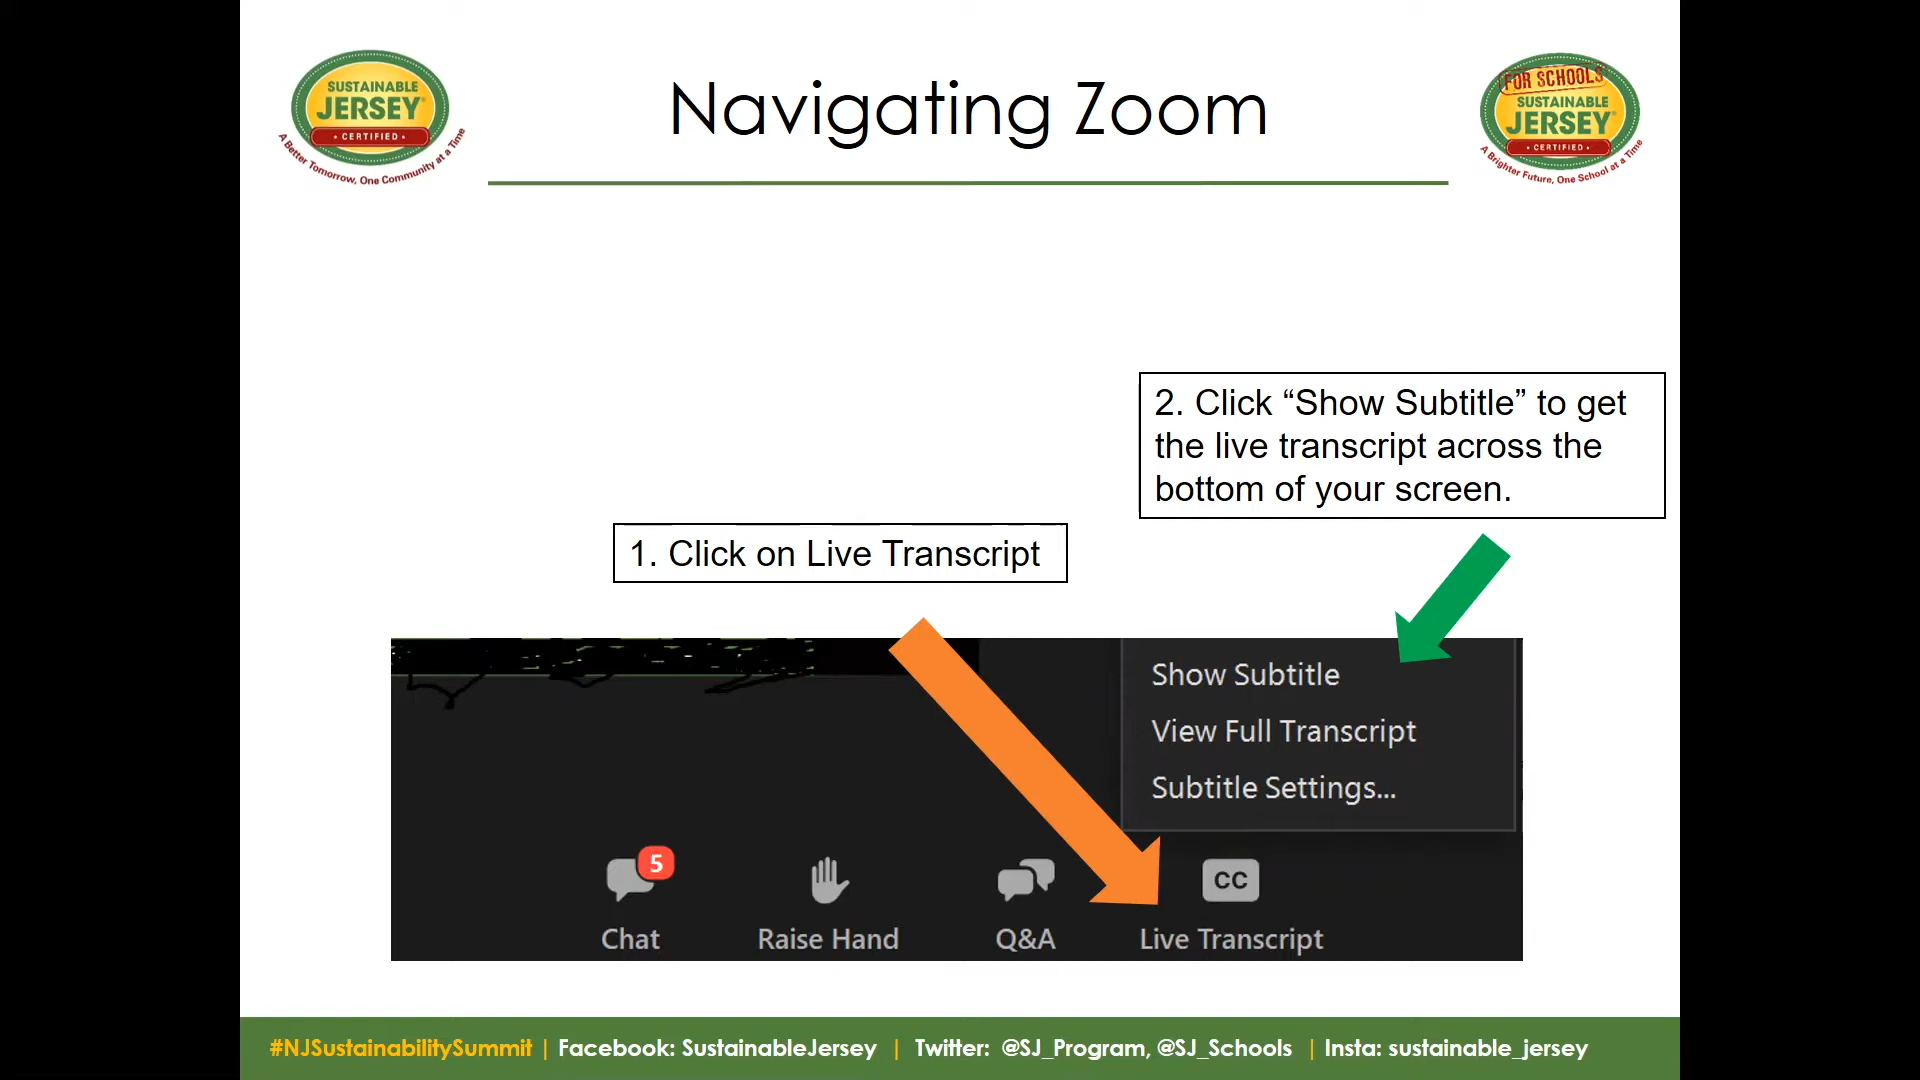 SUSTAINABLE
JERSEY®
• CERTIFIED •
A Better Tomorrow, One Community at a Time
Navigating Zoom
FOR SCHOOLS
SUSTAINABLE
JERSEY
• CERTIFIED •
A Brighter Future, One School at a Time
2. Click “Show Subtitle” to get
the live transcript across the
bottom of your screen.
1. Click on Live Transcript
Show Subtitle
View Full Transcript
Subtitle Settings...
5
CC
Chat Raise Hand Q&A Live Transcript
#NJSustainabilitySummit | Facebook: SustainableJersey | Twitter: @SJ_Program, @SJ_Schools | Insta: sustainable_jersey